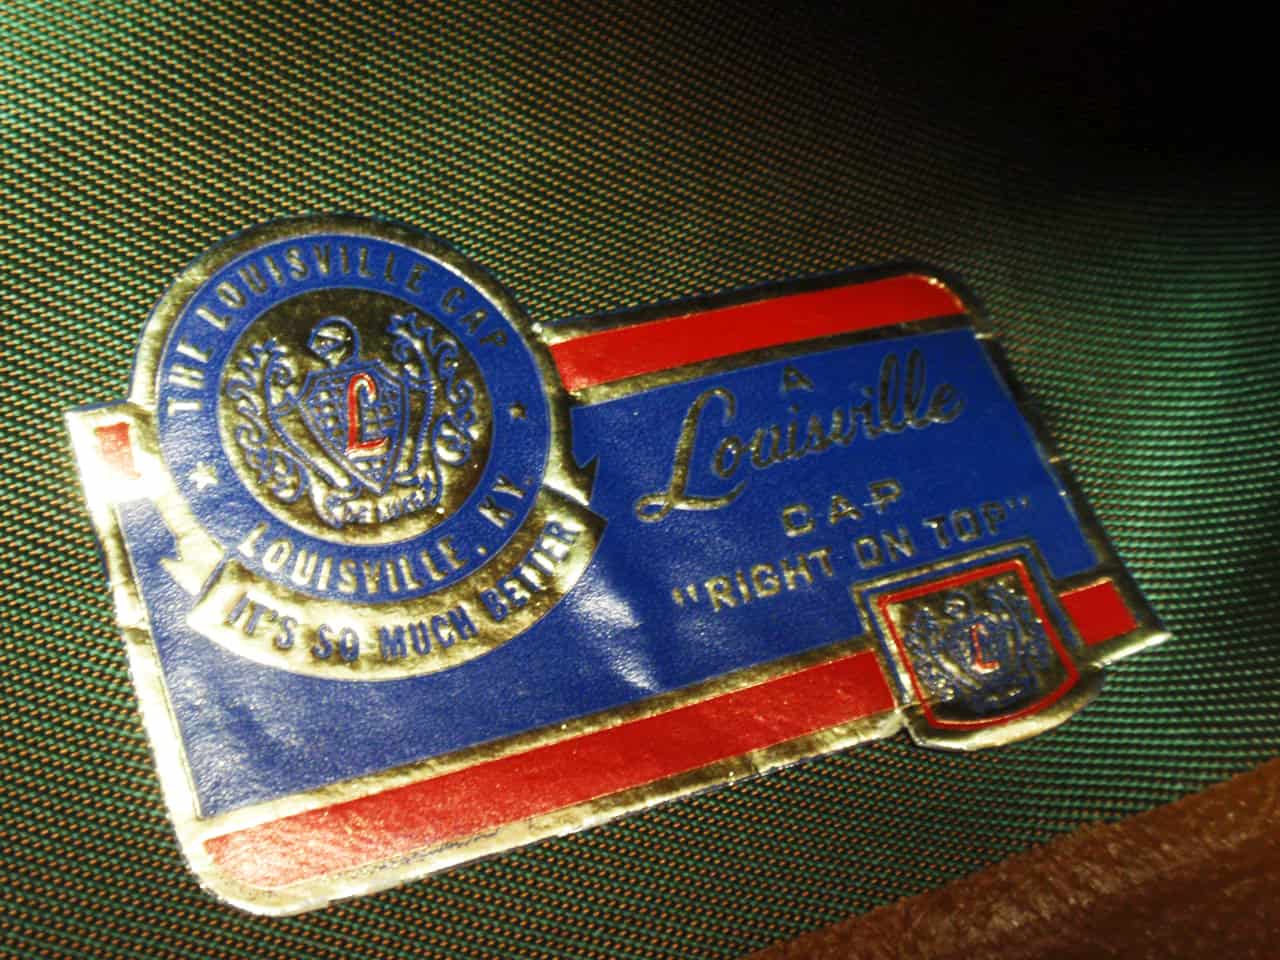 THE LOUISVILLE CAP
L
LOUISVILLE, KY.
IT'S SO MUCH BETTER
A
Louisville
CAP
"RIGHT ON TOP"
L